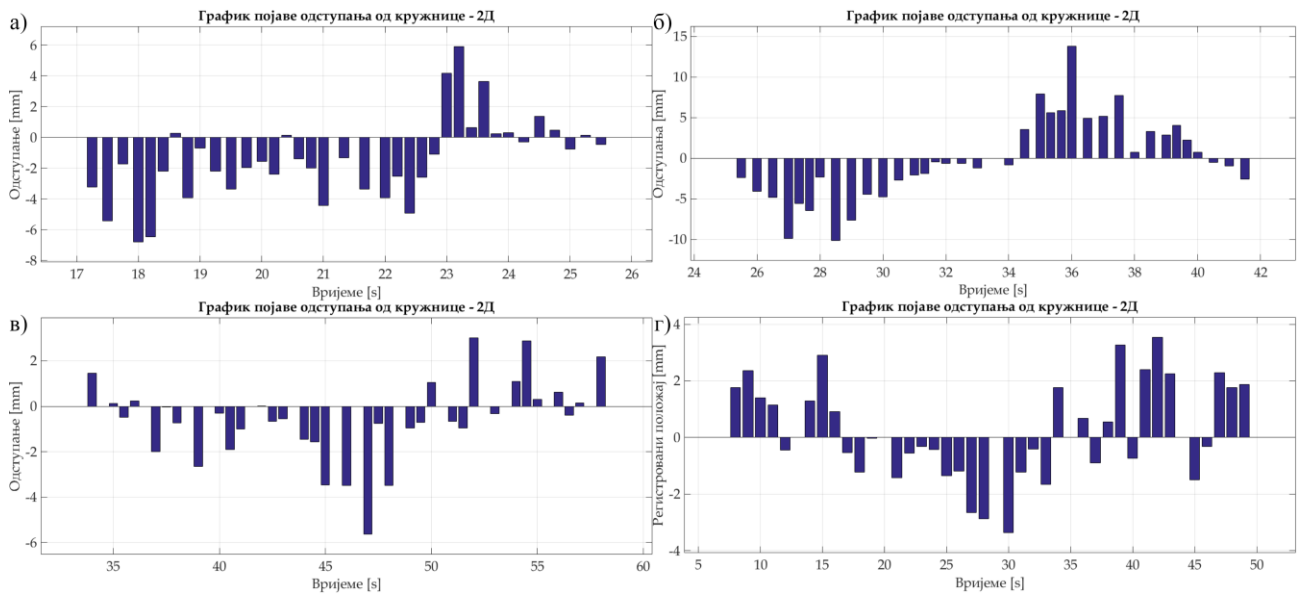 а)
График појаве одступања од кружнице - 2Д
Одступање [mm]
6
4
2
0
-2
-4
-6
-8
17 18 19 20 21 22 23 24 25 26
Вријеме [s]
б)
График појаве одступања од кружнице - 2Д
Одступања [mm]
15
10
5
0
-5
-10
24 26 28 30 32 34 36 38 40 42
Вријеме [s]
в)
График појаве одступања од кружнице - 2Д
Одступање [mm]
2
0
-2
-4
-6
35 40 45 50 55 60
Вријеме [s]
г)
График појаве одступања од кружнице - 2Д
Регистровани положај [mm]
4
2
0
-2
-4
5 10 15 20 25 30 35 40 45 50
Вријеме [s]